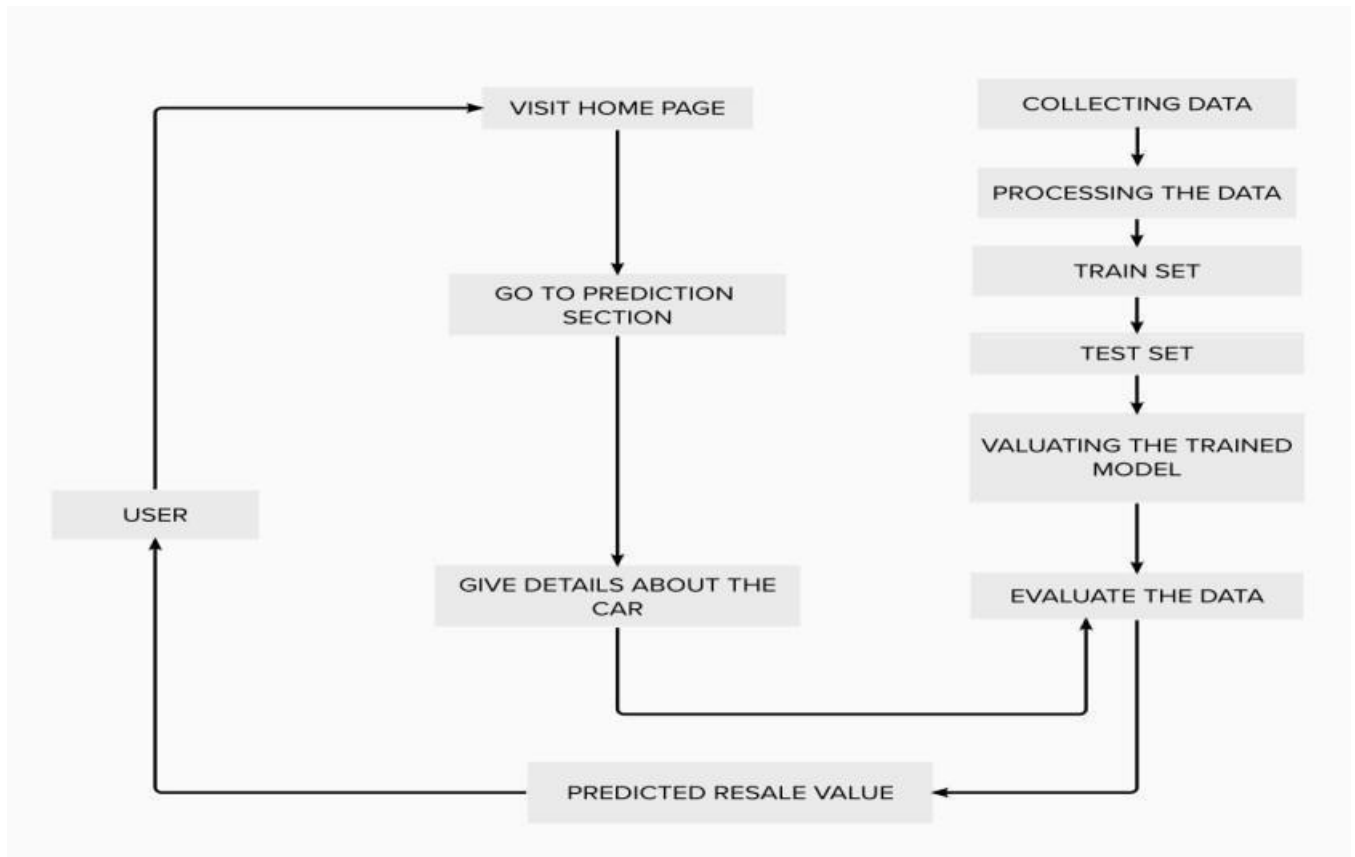 VISIT HOME PAGE
COLLECTING DATA
PROCESSING THE DATA
TRAIN SET
GO TO PREDICTION
SECTION
TEST SET
VALUATING THE TRAINED
MODEL
USER
GIVE DETAILS ABOUT THE
CAR
EVALUATE THE DATA
PREDICTED RESALE VALUE